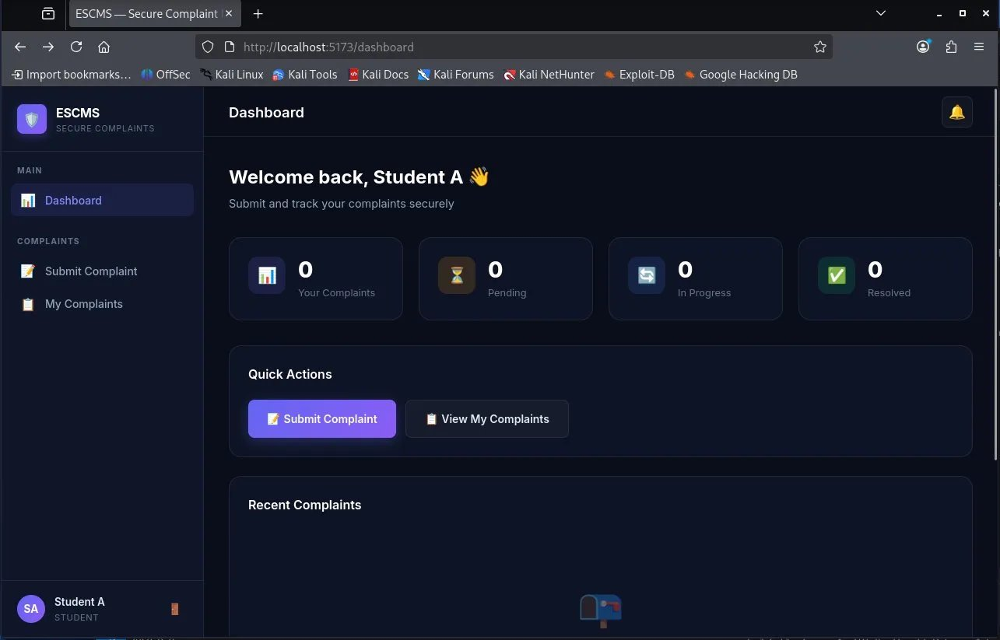 ESCMS — Secure Complaint
http://localhost:5173/dashboard
Import bookmarks... OffSec Kali Linux Kali Tools Kali Docs Kali Forums Kali NetHunter Exploit-DB Google Hacking DB
ESCMS
SECURE COMPLAINTS
MAIN
Dashboard
COMPLAINTS
Submit Complaint
My Complaints
SA
Student A
STUDENT
Dashboard
Welcome back, Student A
Submit and track your complaints securely
0
Your Complaints
0
Pending
0
In Progress
0
Resolved
Quick Actions
Submit Complaint
View My Complaints
Recent Complaints